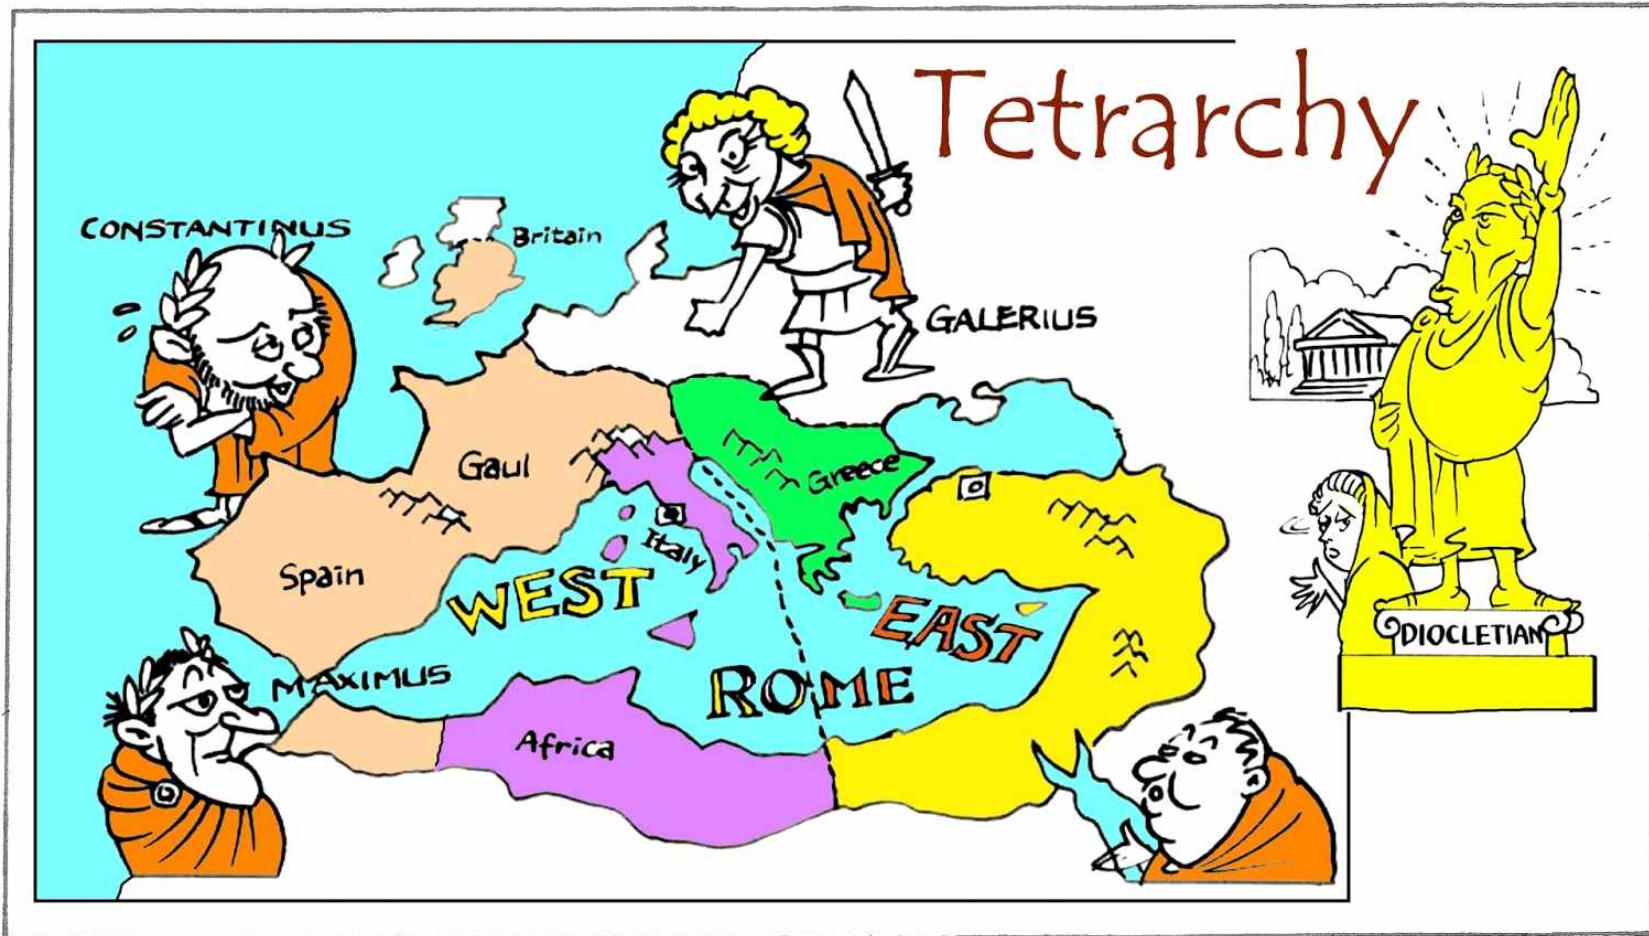 Tetrarchy
CONSTANTINUS
Britain
GALERIUS
Gaul
Greece
Italy
Spain
WEST
EAST
DIOCLETIAN
MAXIMUS
ROME
Africa